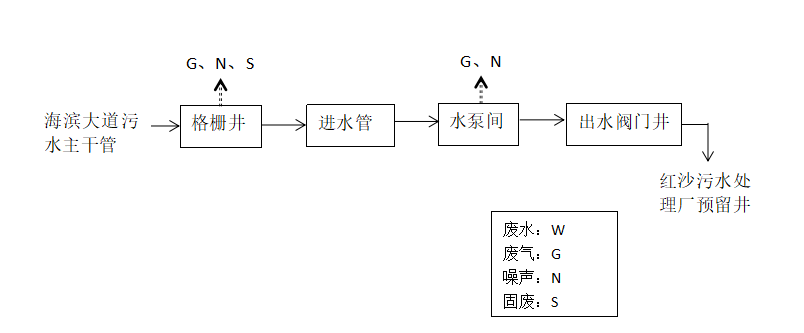 G、N、S
G、N
海滨大道污
水主干管
格栅井
进水管
水泵间
出水阀门井
红沙污水处
理厂预留井
废水：W
废气：G
噪声：N
固废：S